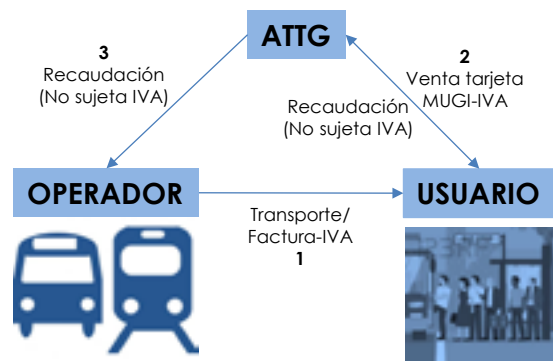 ATTG
3
Recaudación
(No sujeta IVA)
2
Venta tarjeta
MUGI-IVA
Recaudación
(No sujeta IVA)
OPERADOR
USUARIO
Transporte/
Factura-IVA
1